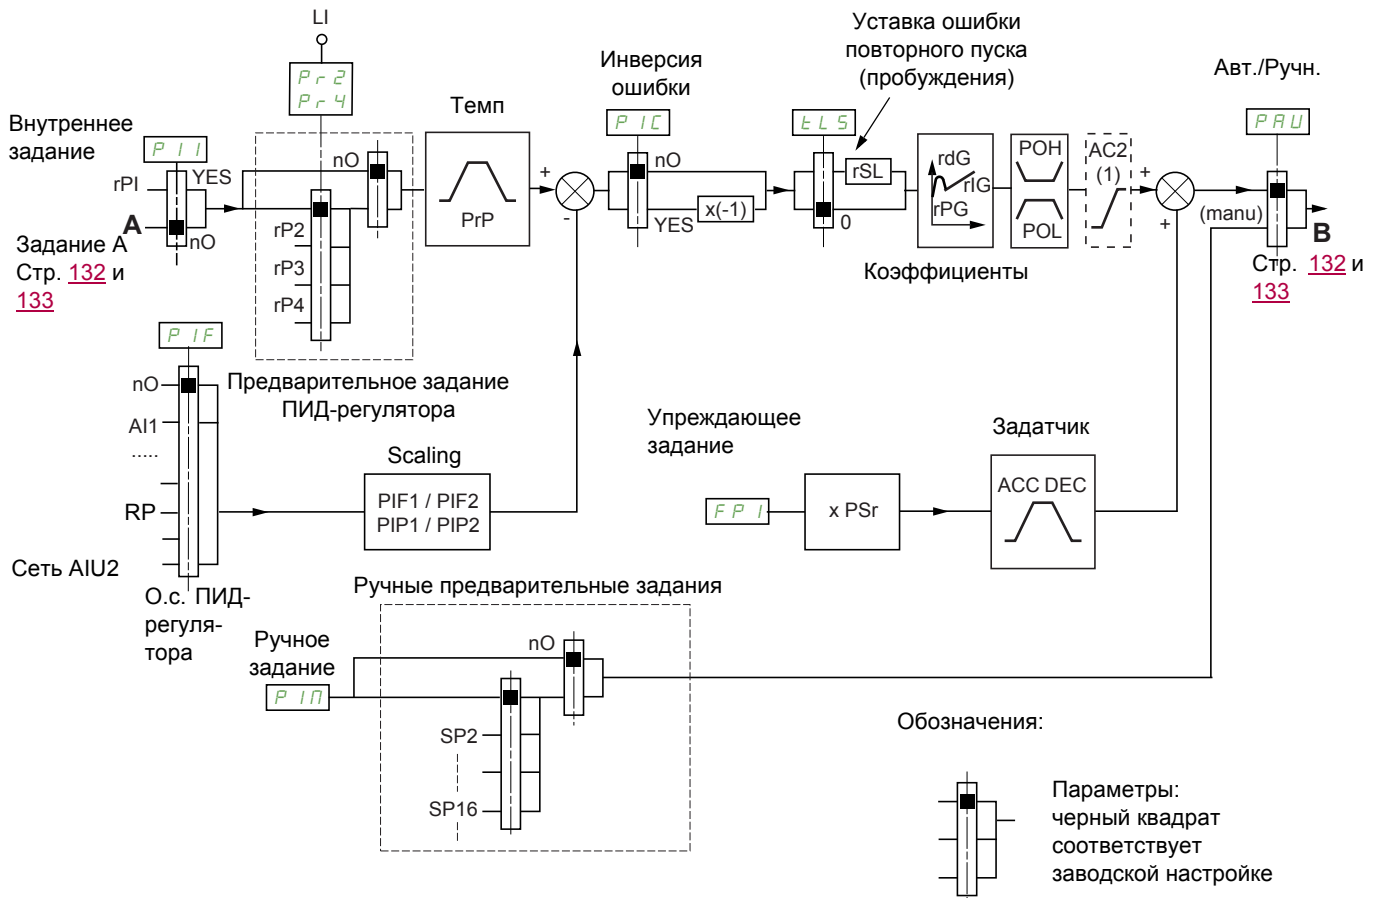 LI
Pr2
Pr4
Внутреннее
задание
PII
rPI
YES
A
nO
Задание A
Стр. 132 и
133
nO
rP2
rP3
rP4
Предварительное задание
ПИД-регулятора
Темп
PrP
+
-
Инверсия
ошибки
PIC
nO
YES
x(-1)
Уставка ошибки
повторного пуска
(пробуждения)
tLS
rSL
0
rdG
rIG
rPG
POH
POL
Коэффициенты
AC2
(1)
+
+
Авт./Ручн.
PAU
(manu)
B
Стр. 132 и
133
PIF
nO
AI1
.....
RP
Сеть AIU2
О.с. ПИД-
регуля-
тора
Scaling
PIF1 / PIF2
PIP1 / PIP2
Упреждающее
задание
FPI
x PSr
Задатчик
ACC DEC
Ручные предварительные задания
Ручное
задание
PIM
nO
SP2
SP16
Обозначения:
Параметры:
черный квадрат
соответствует
заводской настройке